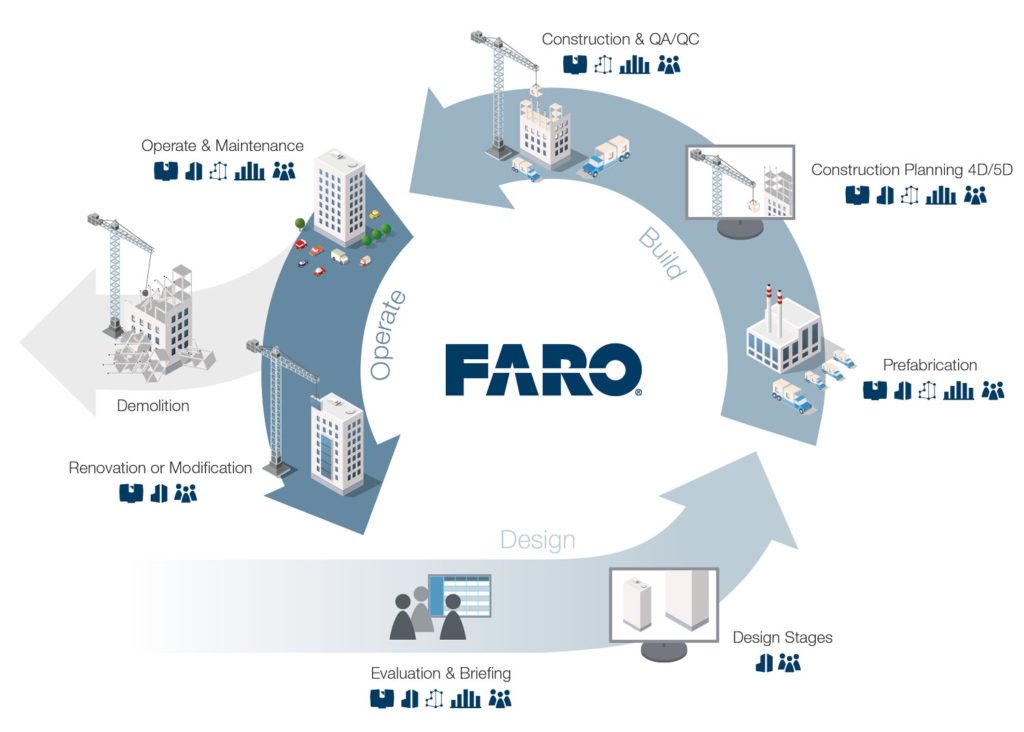 Construction & QA/QC
Operate & Maintenance
Construction Planning 4D/5D
Build
Operate
FARO®
Prefabrication
Demolition
Renovation or Modification
Design
Design Stages
Evaluation & Briefing